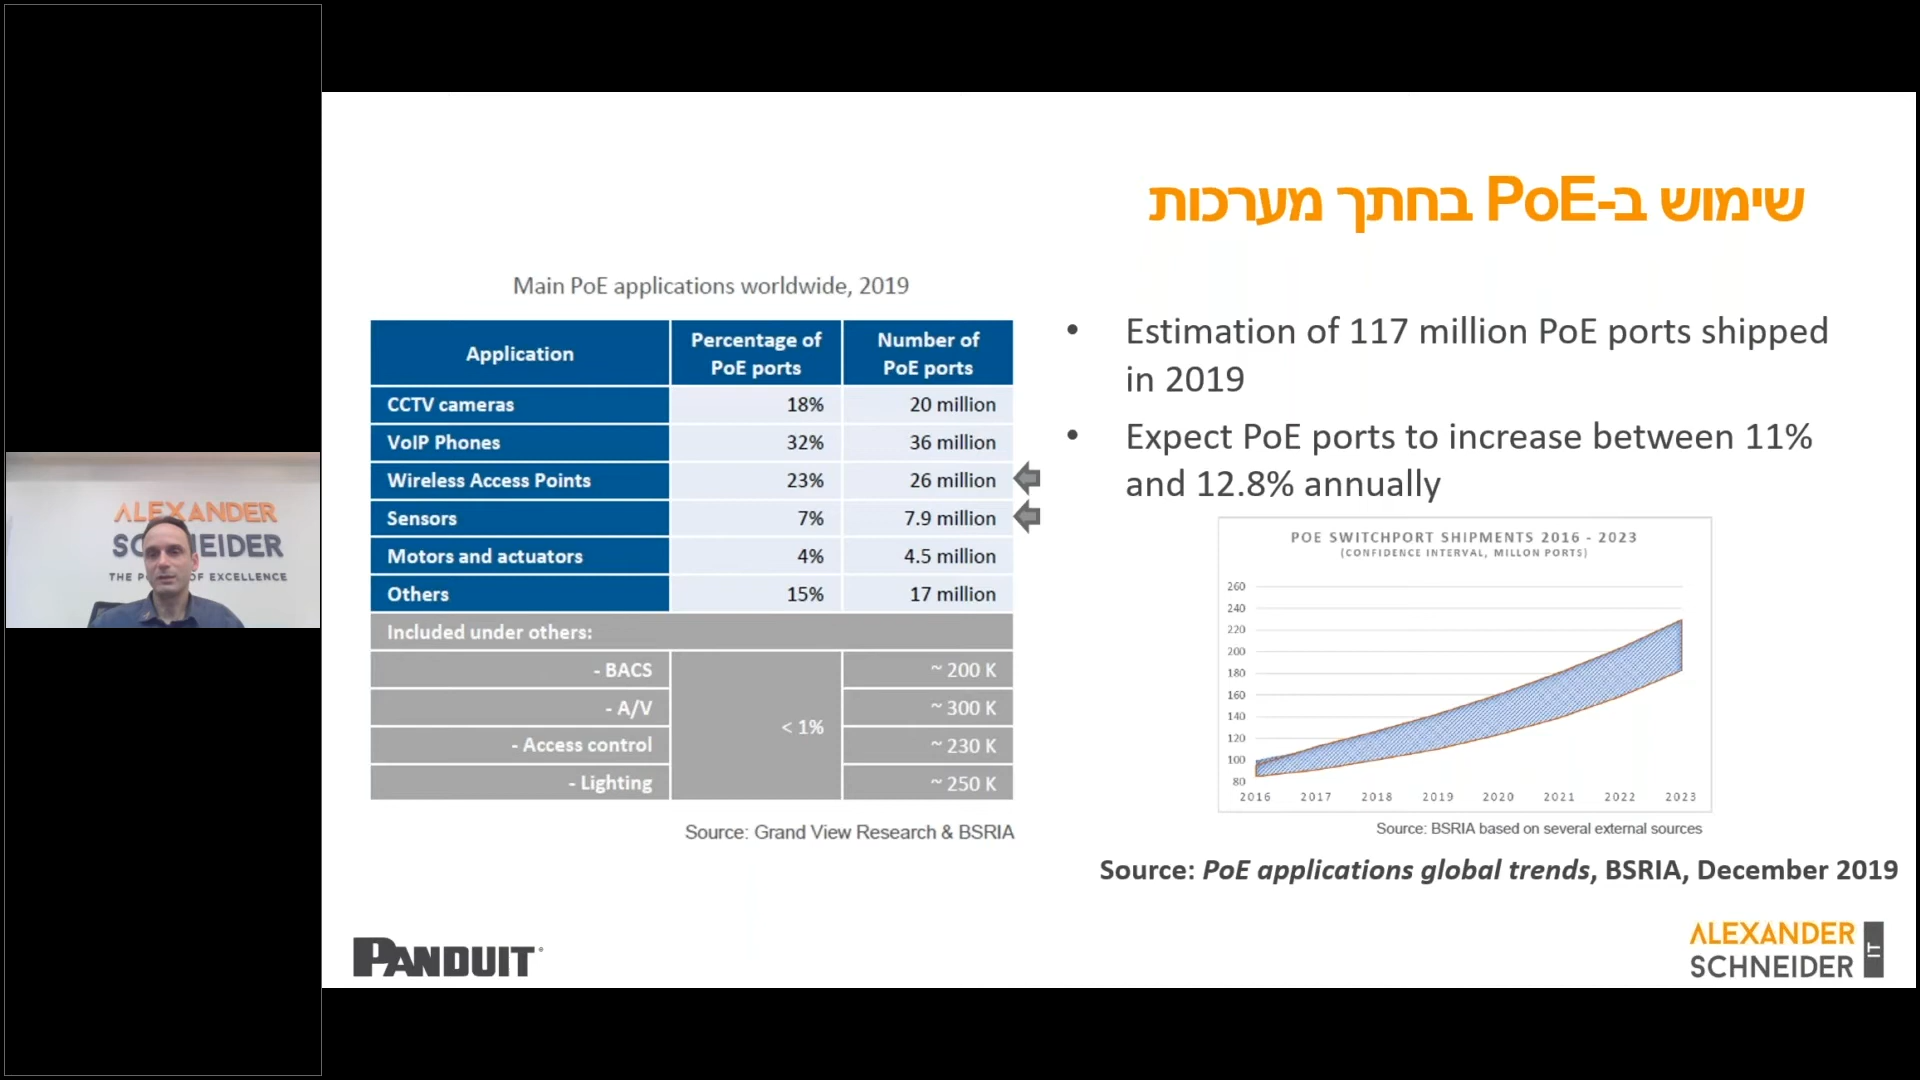 ALEXANDER
SCHNEIDER
שימוש ב-PoE בחתך מערכות
Main PoE applications worldwide, 2019
Application Percentage of PoE ports Number of PoE ports
CCTV cameras 18% 20 million
VoIP Phones 32% 36 million
Wireless Access Points 23% 26 million
Sensors 7% 7.9 million
Motors and actuators 4% 4.5 million
Others 15% 17 million
Included under others:
- BACS ~ 200 K
- A/V ~ 300 K
< 1%
- Access control ~ 230 K
- Lighting ~ 250 K
Source: Grand View Research & BSRIA
• Estimation of 117 million PoE ports shipped
in 2019
• Expect PoE ports to increase between 11%
and 12.8% annually
POE SWITCHPORT SHIPMENTS 2016 - 2023
(CONFIDENCE INTERVAL, MILLON PORTS)
260
240
220
200
180
160
140
120
100
80
2016 2017 2018 2019 2020 2021 2022 2023
Source: BSRIA based on several external sources
Source: PoE applications global trends, BSRIA, December 2019
PANDUIT
ALEXANDER
SCHNEIDER
IT